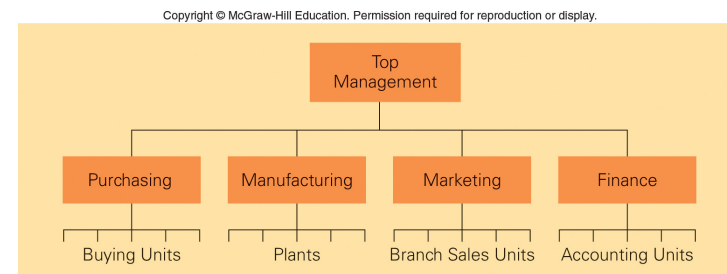 Copyright © McGraw-Hill Education. Permission required for reproduction or display.
Top
Management
Purchasing
Manufacturing
Marketing
Finance
Buying Units
Plants
Branch Sales Units
Accounting Units